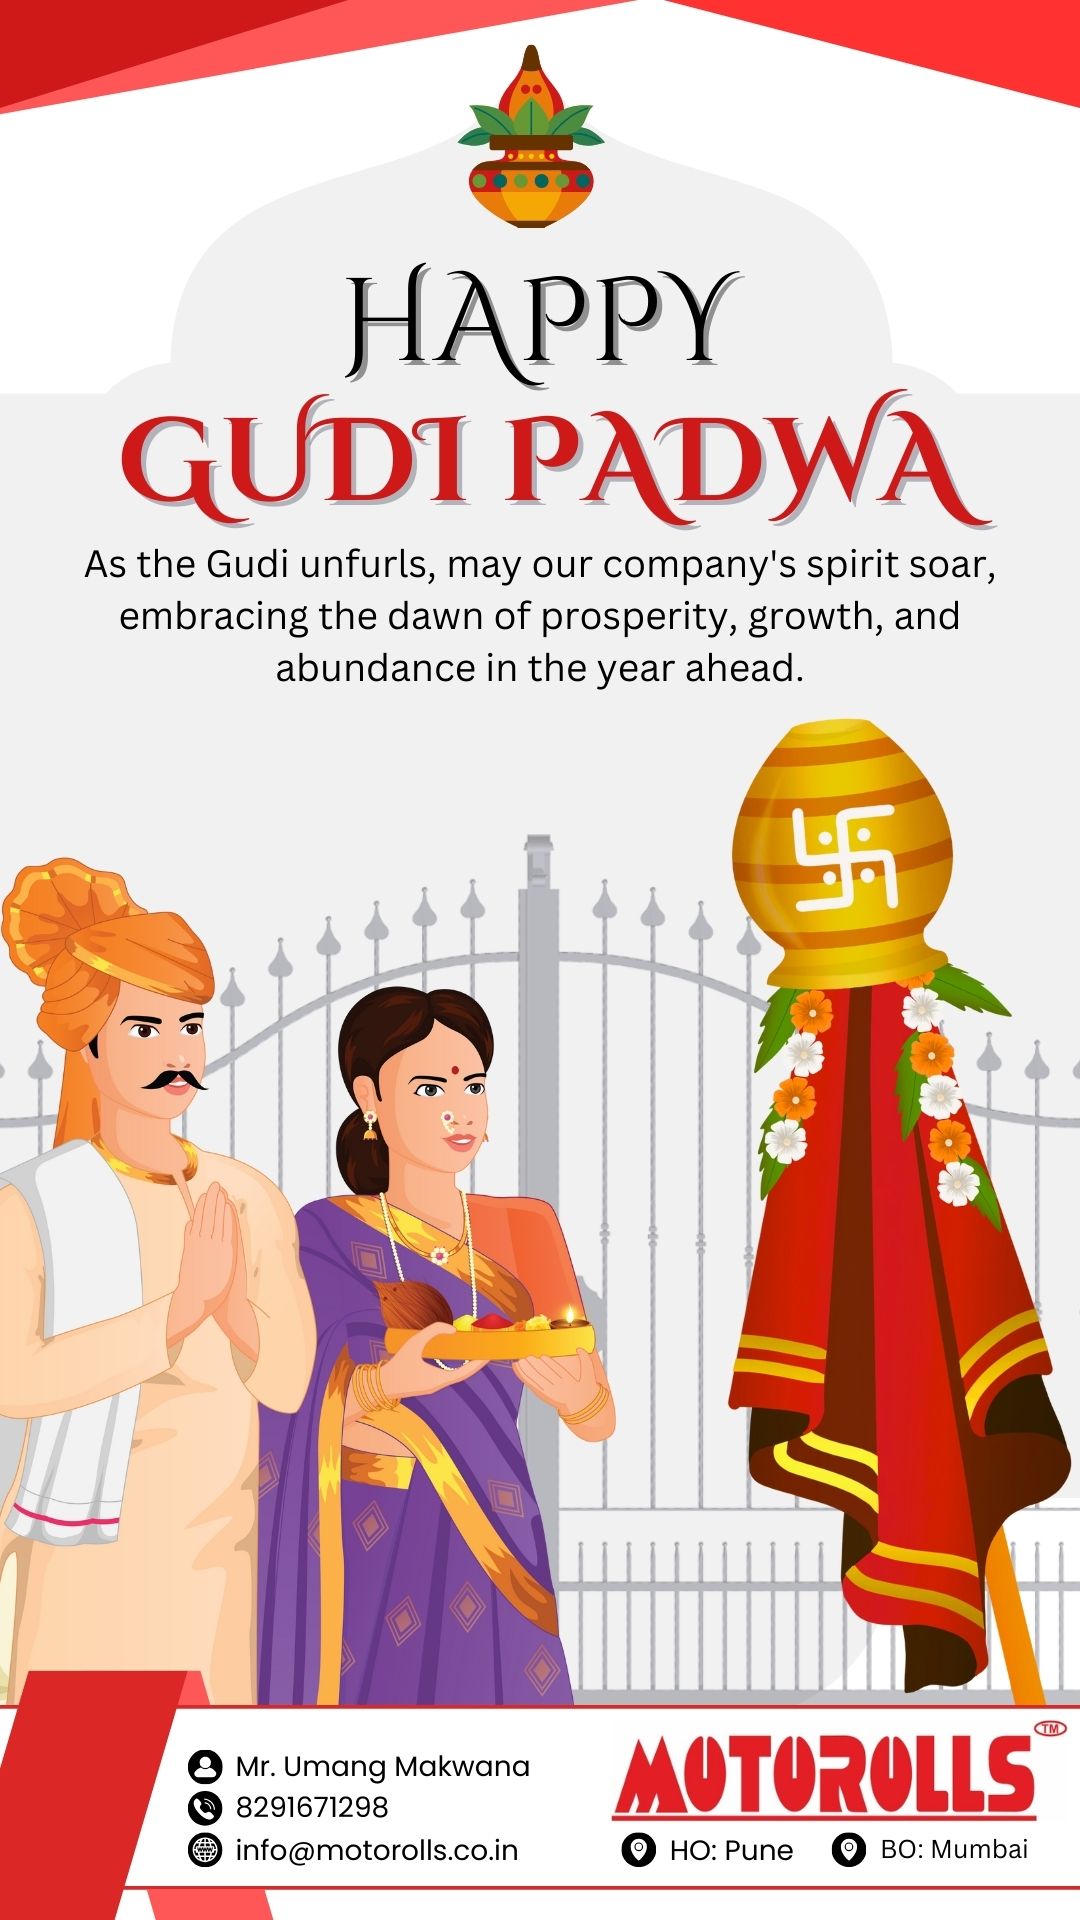 HAPPY
GUDI PADWA
As the Gudi unfurls, may our company's spirit soar,
embracing the dawn of prosperity, growth, and
abundance in the year ahead.
Mr. Umang Makwana
8291671298
info@motorolls.co.in
MOTOROLLS TM
HO: Pune BO: Mumbai